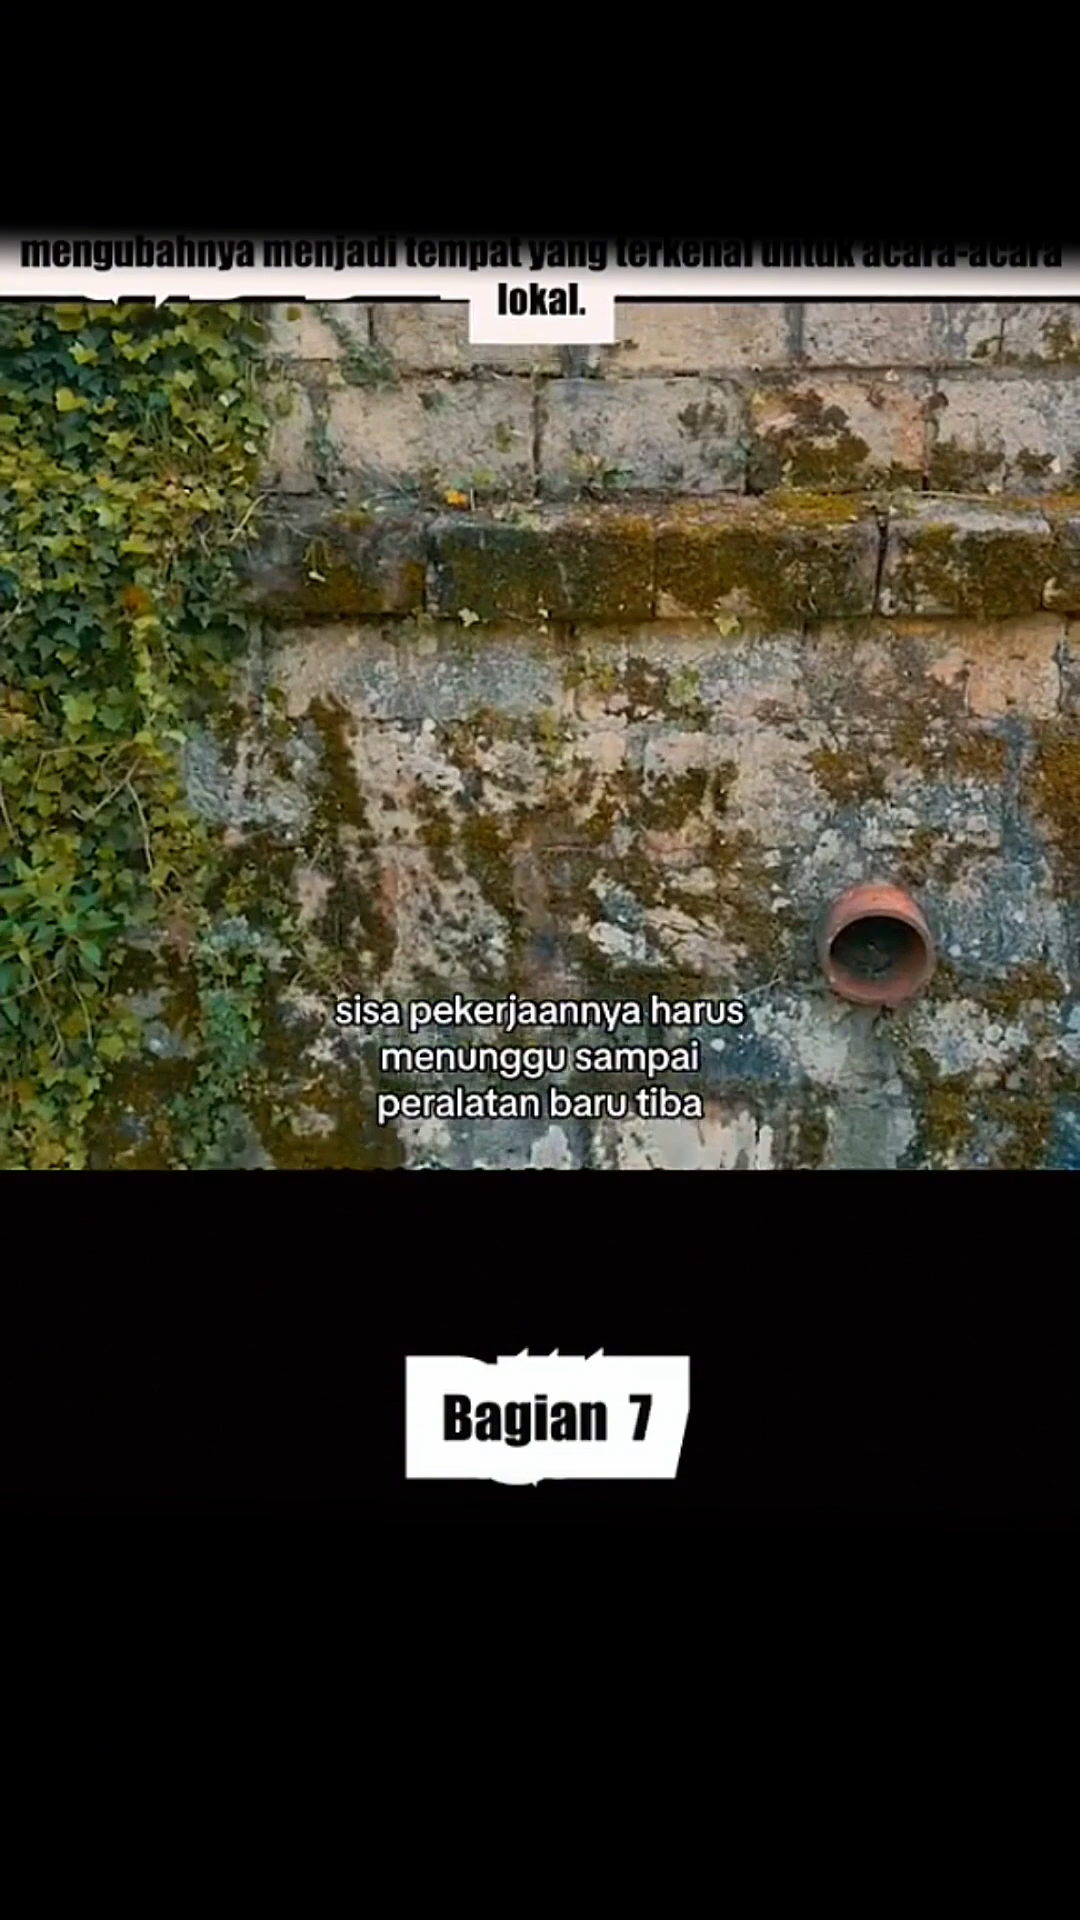 mengubahnya menjadi tempat yang terkenal untuk acara-acara
lokal.
sisa pekerjaannya harus
menunggu sampai
peralatan baru tiba
Bagian 7